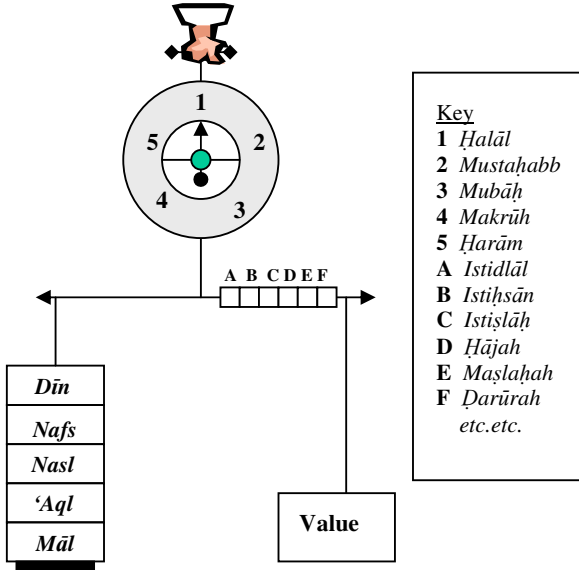 1
5
2
4
3
A B C D E F
Dīn
Nafs
Nasl
‘Aql
Māl
Value
Key
1 Ḥalāl
2 Mustaḥabb
3 Mubāḥ
4 Makrūh
5 Ḥarām
A Istidlāl
B Istiḥsān
C Istiṣlāḥ
D Ḥājah
E Maṣlaḥah
F Ḍarūrah
etc.etc.